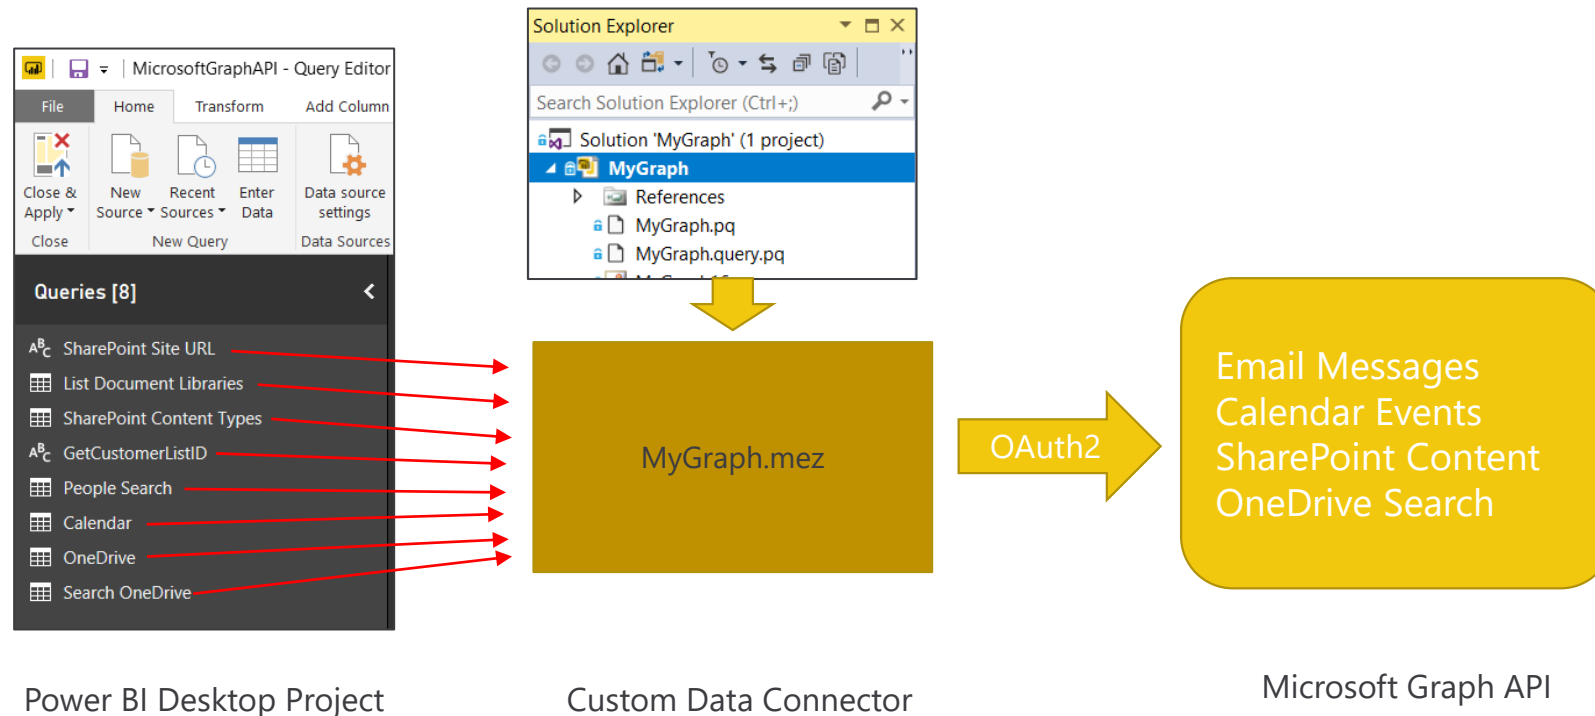 MicrosoftGraphAPI - Query Editor
File Home Transform Add Column
Close & Apply
New Source
Recent Sources
Enter Data
Data source settings
Close
New Query
Data Sources
Queries [8]
ABC SharePoint Site URL
List Document Libraries
SharePoint Content Types
ABC GetCustomerListID
People Search
Calendar
OneDrive
Search OneDrive
Power BI Desktop Project
Solution Explorer
Search Solution Explorer (Ctrl+;)
Solution 'MyGraph' (1 project)
MyGraph
References
MyGraph.pq
MyGraph.query.pq
MyGraph.mez
Custom Data Connector
OAuth2
Email Messages
Calendar Events
SharePoint Content
OneDrive Search
Microsoft Graph API